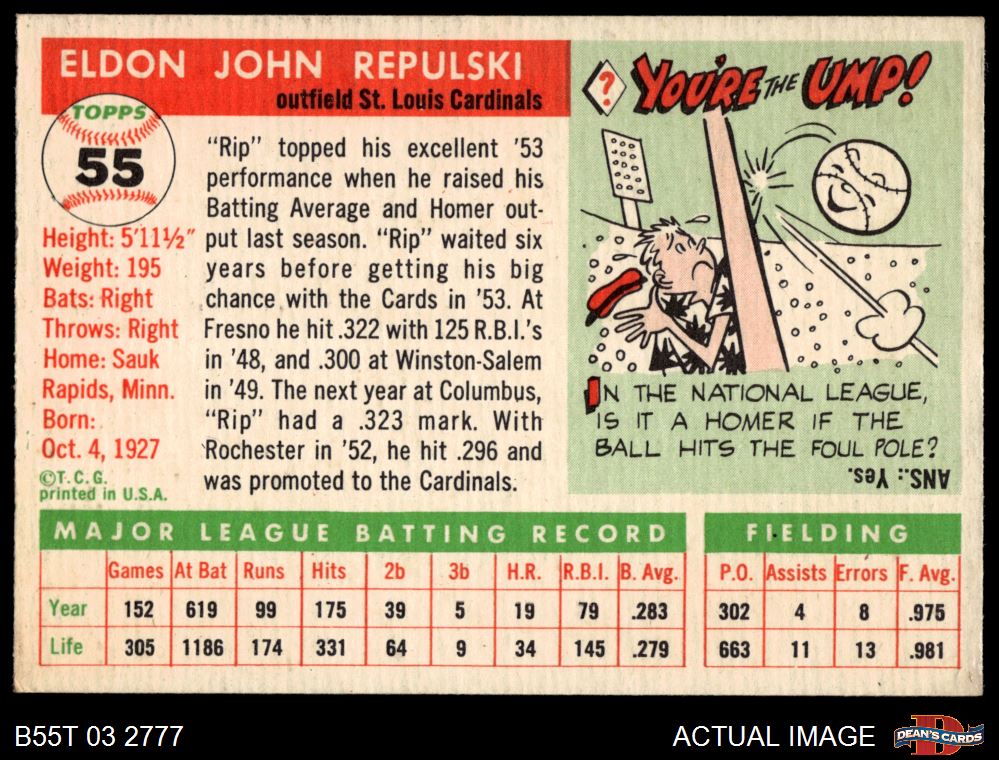 ELDON JOHN REPULSKI
outfield St. Louis Cardinals
TOPPS
55
Height: 5'11½"
Weight: 195
Bats: Right
Throws: Right
Home: Sauk
Rapids, Minn.
Born:
Oct. 4, 1927
©T.C.G.
printed in U.S.A.
"Rip" topped his excellent '53
performance when he raised his
Batting Average and Homer out-
put last season. "Rip" waited six
years before getting his big
chance with the Cards in '53. At
Fresno he hit .322 with 125 R.B.I.'s
in '48, and .300 at Winston-Salem
in '49. The next year at Columbus,
"Rip" had a .323 mark. With
Rochester in '52, he hit .296 and
was promoted to the Cardinals.
? YOU'RE THE UMP!
IN THE NATIONAL LEAGUE,
IS IT A HOMER IF THE
BALL HITS THE FOUL POLE?
ANS.: Yes.
MAJOR LEAGUE BATTING RECORD
Games At Bat Runs Hits 2b 3b H.R. R.B.I. B. Avg.
Year 152 619 99 175 39 5 19 79 .283
Life 305 1186 174 331 64 9 34 145 .279
FIELDING
P.O. Assists Errors F. Avg.
302 4 8 .975
663 11 13 .981
B55T 03 2777
ACTUAL IMAGE
D
DEAN'S CARDS